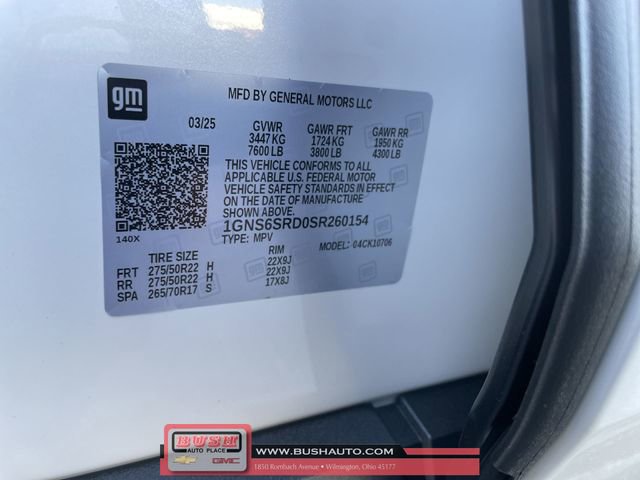 gm
MFD BY GENERAL MOTORS LLC
03/25 GVWR GAWR FRT GAWR RR
3447 KG 1724 KG 1950 KG
7600 LB 3800 LB 4300 LB
THIS VEHICLE CONFORMS TO ALL
APPLICABLE U.S. FEDERAL MOTOR
VEHICLE SAFETY STANDARDS IN EFFECT
ON THE DATE OF MANUFACTURE
1GNS6SRD0SR260154
140X TYPE: MPV MODEL: 04CK10706
TIRE SIZE RIM
FRT 275/50R22 H 22X9J
RR 275/50R22 H 22X9J
SPA 265/70R17 S 17X8J
BUSH
AUTO PLACE
GMC
WWW.BUSHAUTO.COM
1850 Rombach Avenue • Wilmington, Ohio 45177